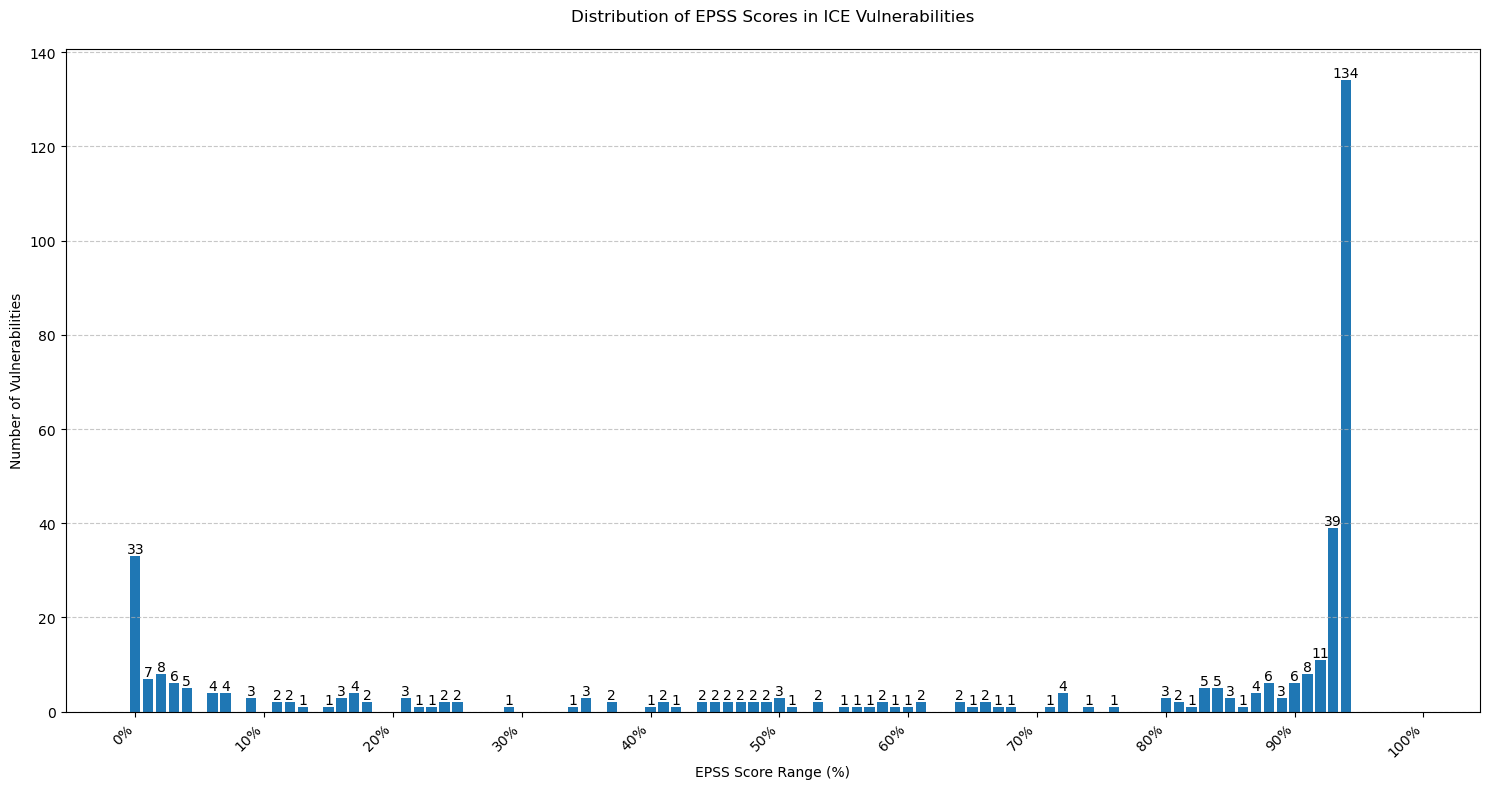 Distribution of EPSS Scores in ICE Vulnerabilities
140
120
100
80
60
40
20
0
Number of Vulnerabilities
33 7 8 6 5 4 4 3 2 2 1 1 3 4 2 3 1 1 2 2 1 1 3 2 1 2 1 2 2 2 2 2 2 3 1 2 1 1 1 2 1 1 2 2 1 2 1 1 1 4 1 1 3 2 1 5 5 3 1 4 6 3 6 8 11 39 134
0% 10% 20% 30% 40% 50% 60% 70% 80% 90% 100%
EPSS Score Range (%)